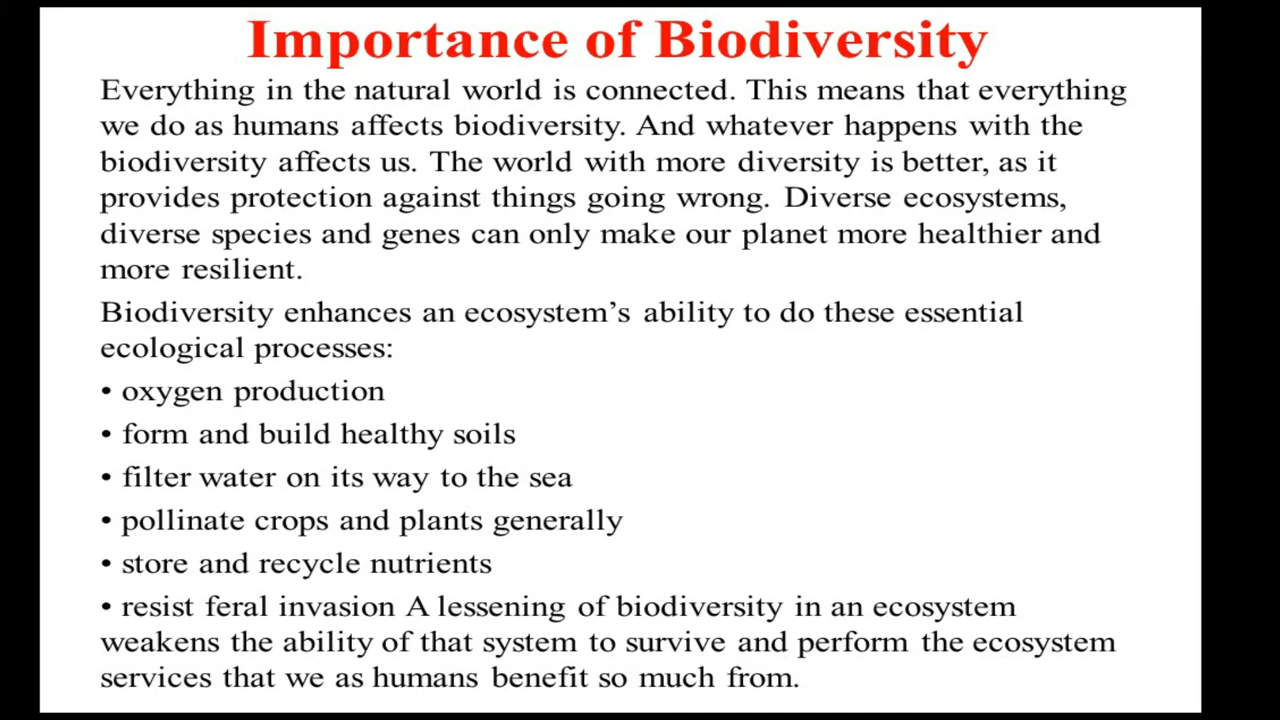 Importance of Biodiversity
Everything in the natural world is connected. This means that everything
we do as humans affects biodiversity. And whatever happens with the
biodiversity affects us. The world with more diversity is better, as it
provides protection against things going wrong. Diverse ecosystems,
diverse species and genes can only make our planet more healthier and
more resilient.
Biodiversity enhances an ecosystem’s ability to do these essential
ecological processes:
• oxygen production
• form and build healthy soils
• filter water on its way to the sea
• pollinate crops and plants generally
• store and recycle nutrients
• resist feral invasion A lessening of biodiversity in an ecosystem
weakens the ability of that system to survive and perform the ecosystem
services that we as humans benefit so much from.